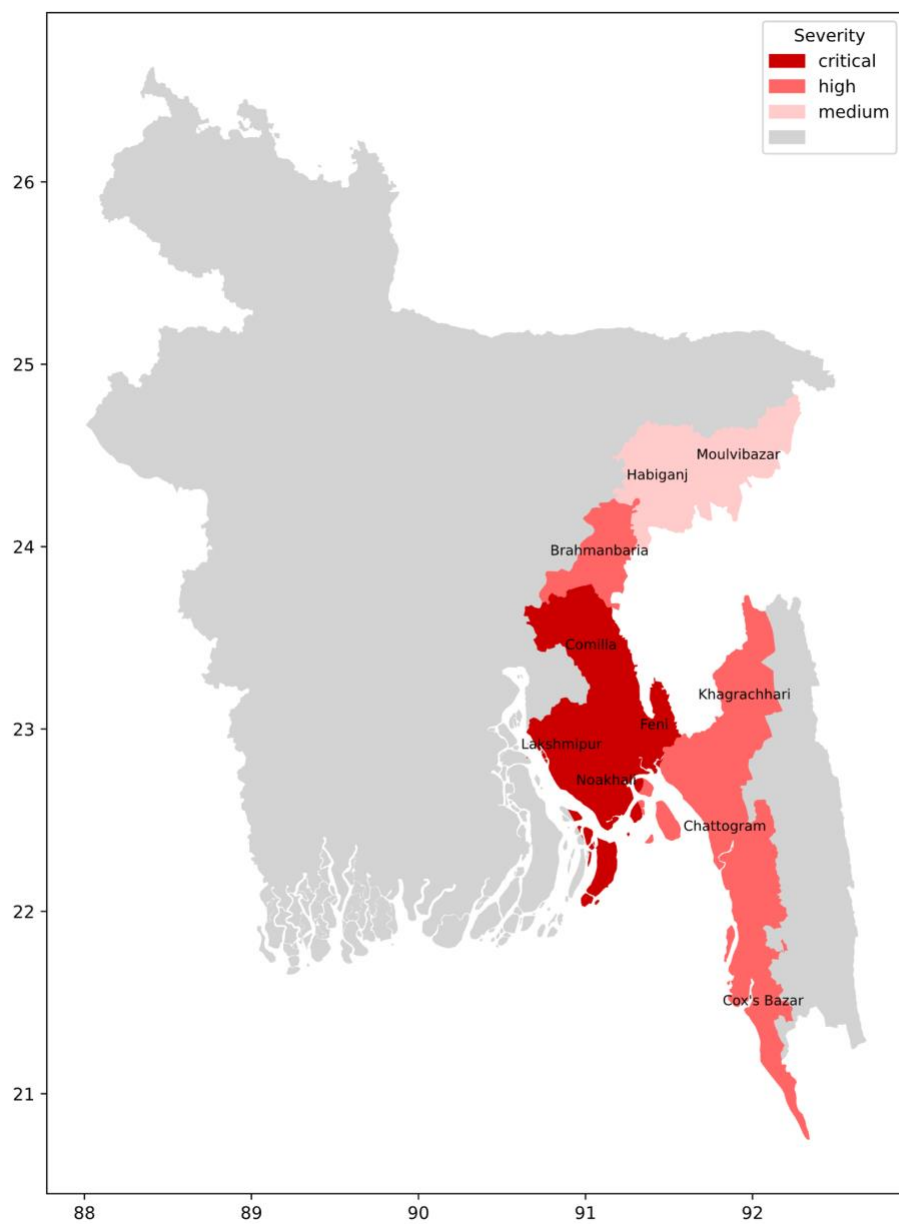 Severity
critical
high
medium
26
25
24
23
22
21
Moulvibazar
Habiganj
Brahmanbaria
Comilla
Khagrachhari
Feni
Lakshmipur
Noakhali
Chattogram
Cox's Bazar
88 89 90 91 92